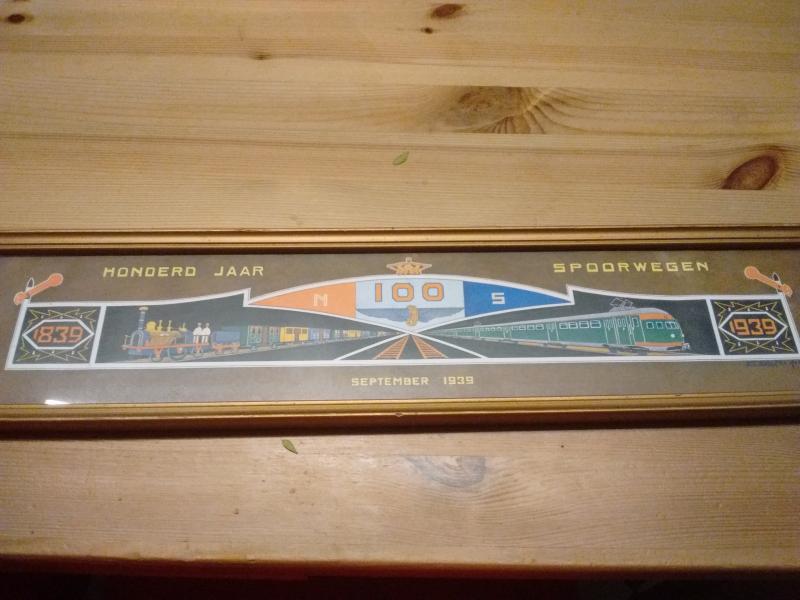 HONDERD JAAR SPOORWEGEN
N 100 S
1839 1939
SEPTEMBER 1939